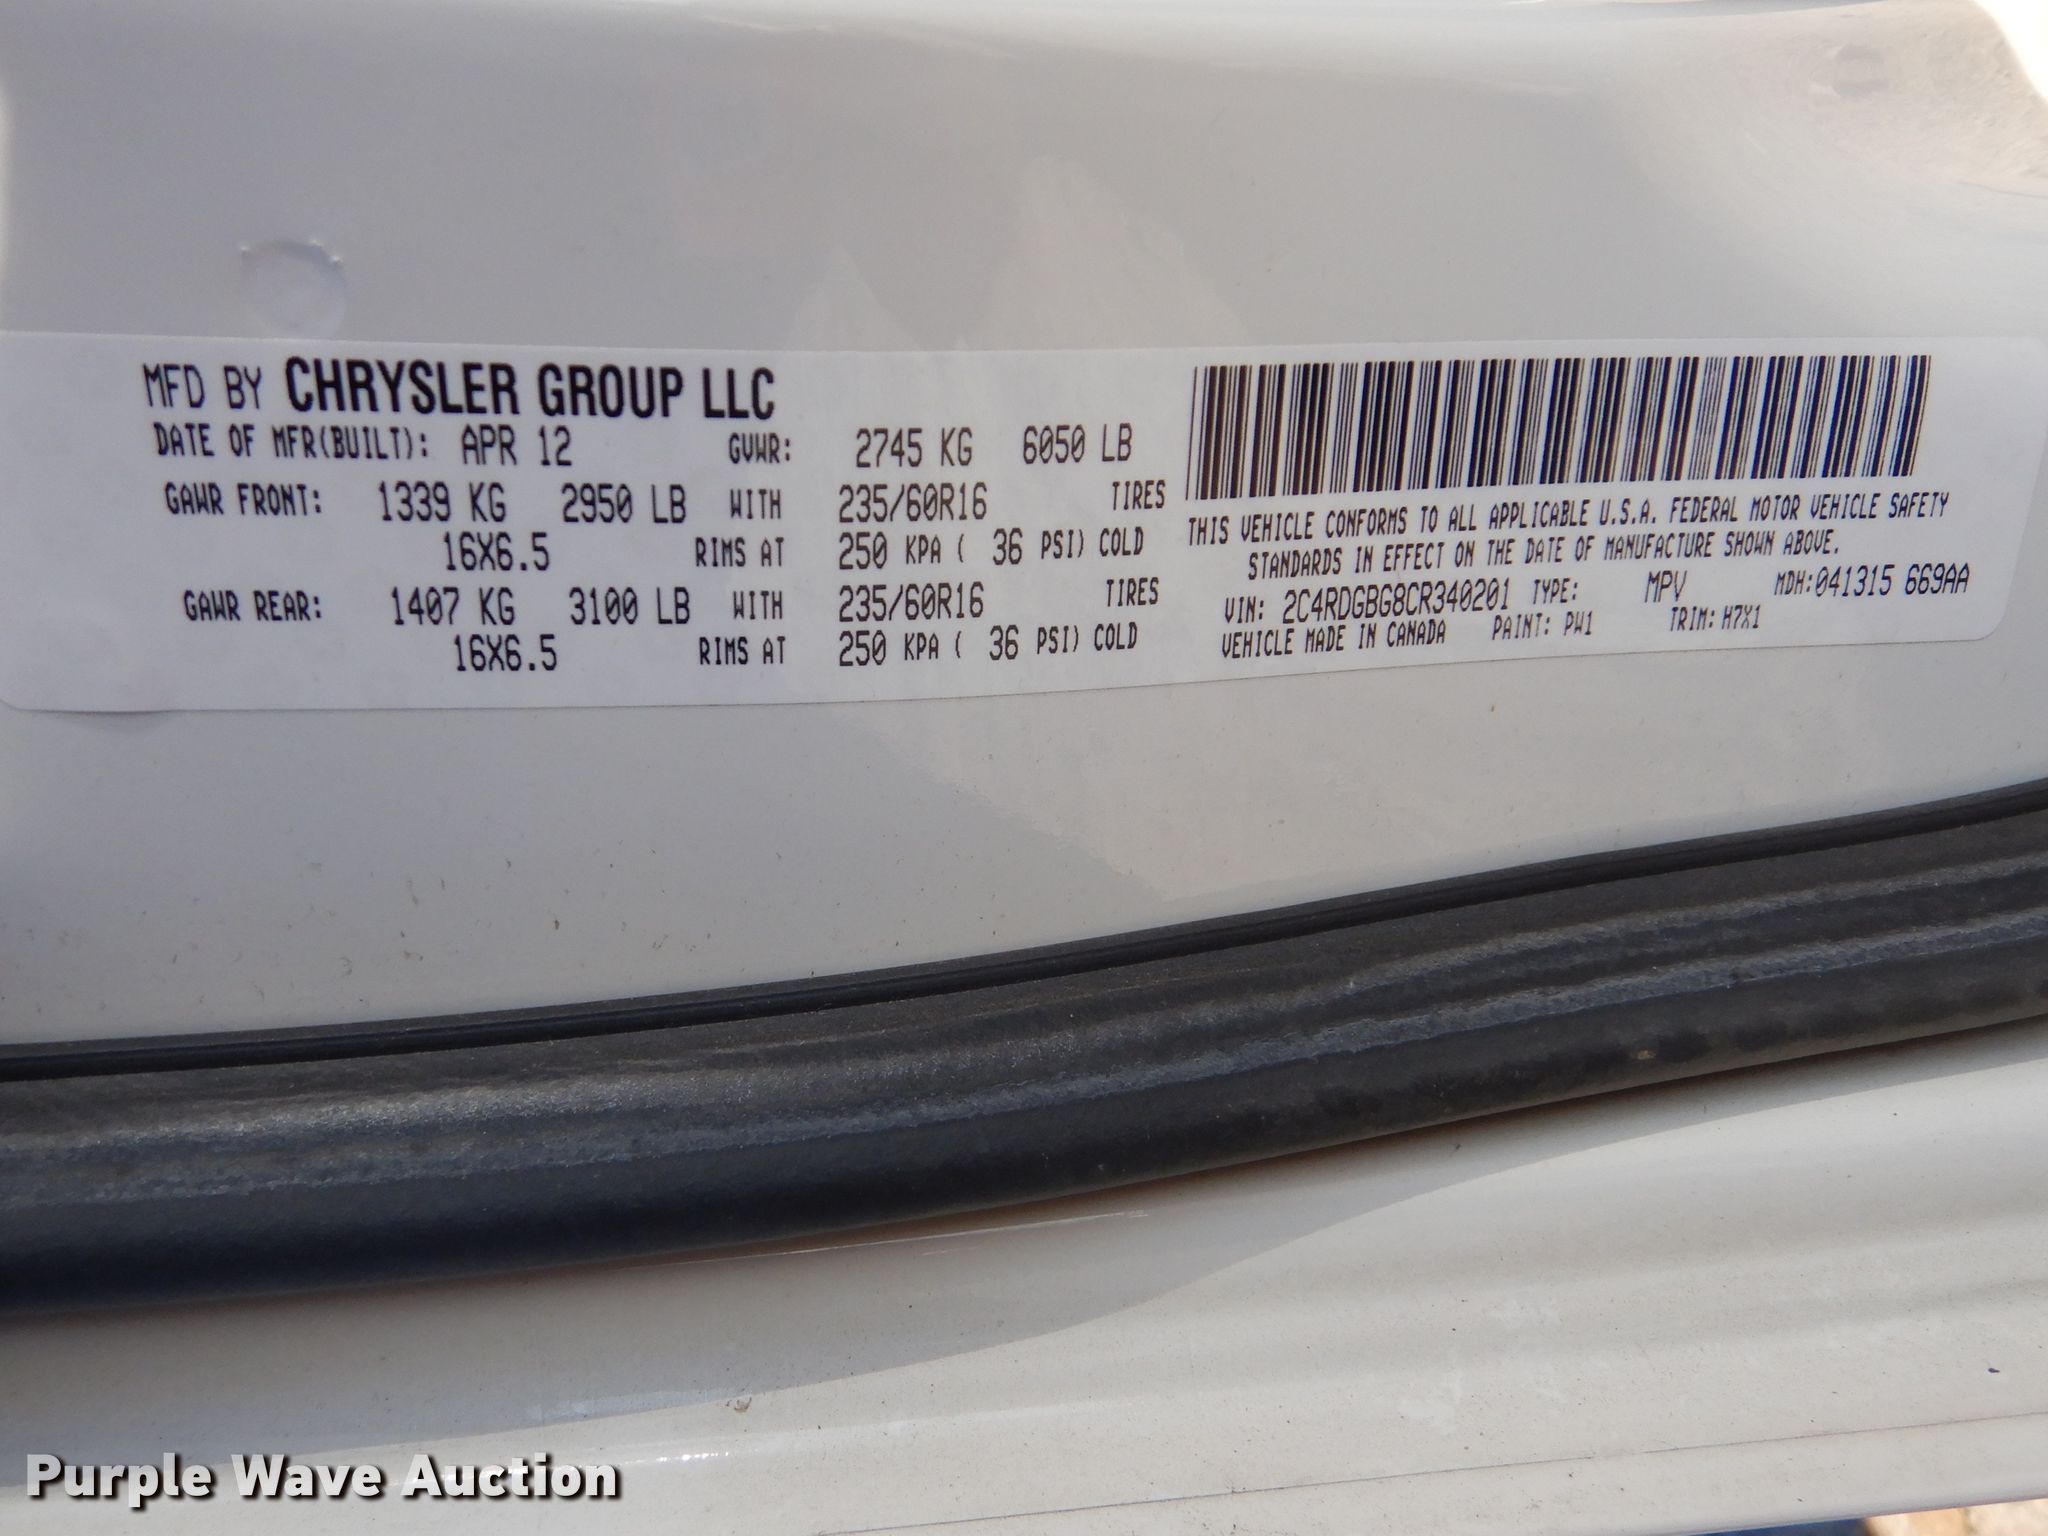 MFD BY CHRYSLER GROUP LLC
DATE OF MFR(BUILT): APR 12 GVWR: 2745 KG 6050 LB
GAWR FRONT: 1339 KG 2950 LB WITH 235/60R16 TIRES
16X6.5 RIMS AT 250 KPA ( 36 PSI) COLD
GAWR REAR: 1407 KG 3100 LB WITH 235/60R16 TIRES
16X6.5 RIMS AT 250 KPA ( 36 PSI) COLD
THIS VEHICLE CONFORMS TO ALL APPLICABLE U.S.A. FEDERAL MOTOR VEHICLE SAFETY
STANDARDS IN EFFECT ON THE DATE OF MANUFACTURE SHOWN ABOVE.
VIN: 2C4RDGBG8CR340201 TYPE: MPV MDH:041315 669AA
VEHICLE MADE IN CANADA PAINT: PW1 TRIM: H7X1
Purple Wave Auction